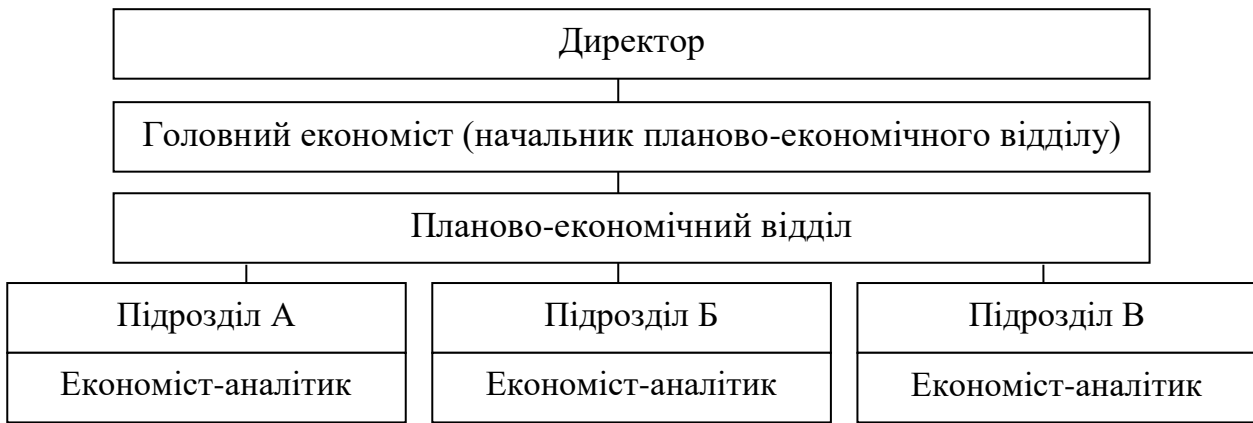 Директор
Головний економіст (начальник планово-економічного відділу)
Планово-економічний відділ
Підрозділ А
Підрозділ Б
Підрозділ В
Економіст-аналітик
Економіст-аналітик
Економіст-аналітик